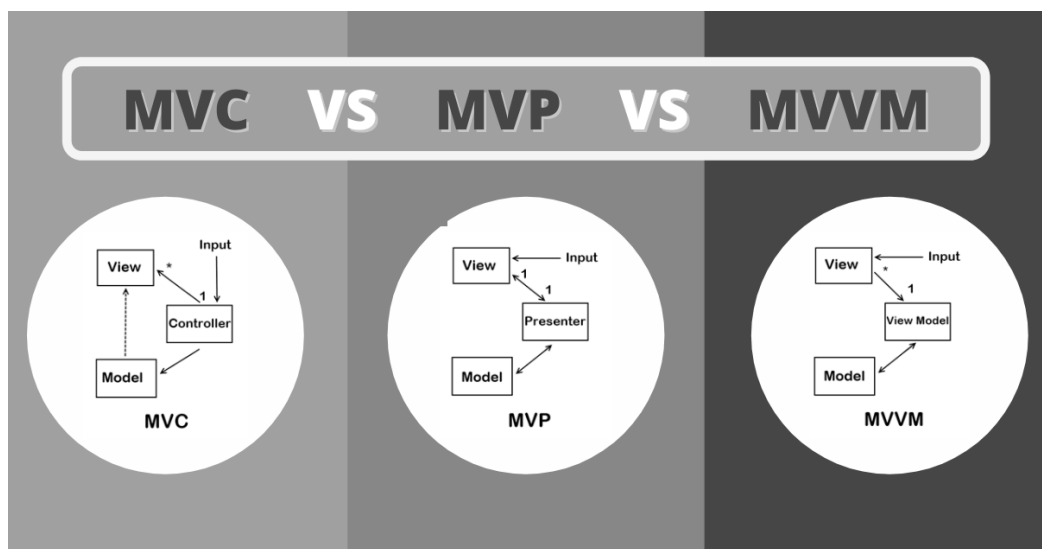 MVC VS MVP VS MVVM
Input
View
*
1
Controller
Model
MVC
View
Input
1
1
Presenter
Model
MVP
View
Input
*
1
View Model
Model
MVVM